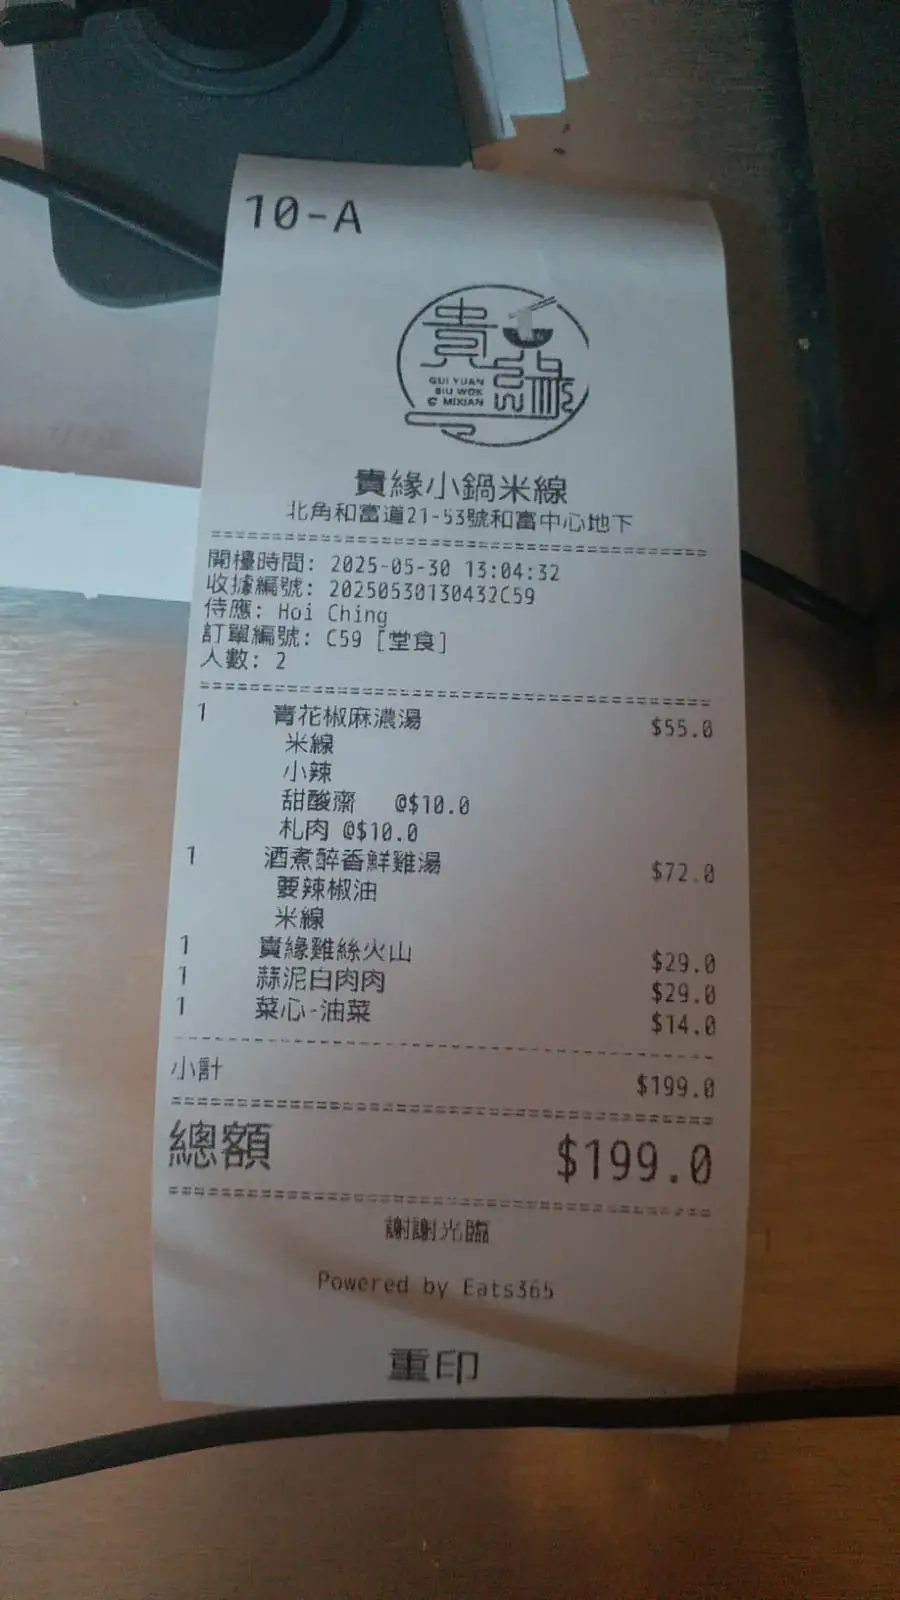 10-A
貴緣
GUI YUAN
SIU WOK
@ MIXIAN
貴緣小鍋米線
北角和富道21-53號和富中心地下
開檯時間: 2025-05-30 13:04:32
收據編號: 20250530130432C59
侍應: Hoi Ching
訂單編號: C59 [堂食]
人數: 2
1 青花椒麻濃湯 $55.0
米線
小辣
甜酸齋 @$10.0
札肉 @$10.0
1 酒煮醉香鮮雞湯 $72.0
要辣椒油
米線
1 貴緣雞絲火山 $29.0
1 蒜泥白肉肉 $29.0
1 菜心-油菜 $14.0
小計 $199.0
總額 $199.0
謝謝光臨
Powered by Eats365
重印